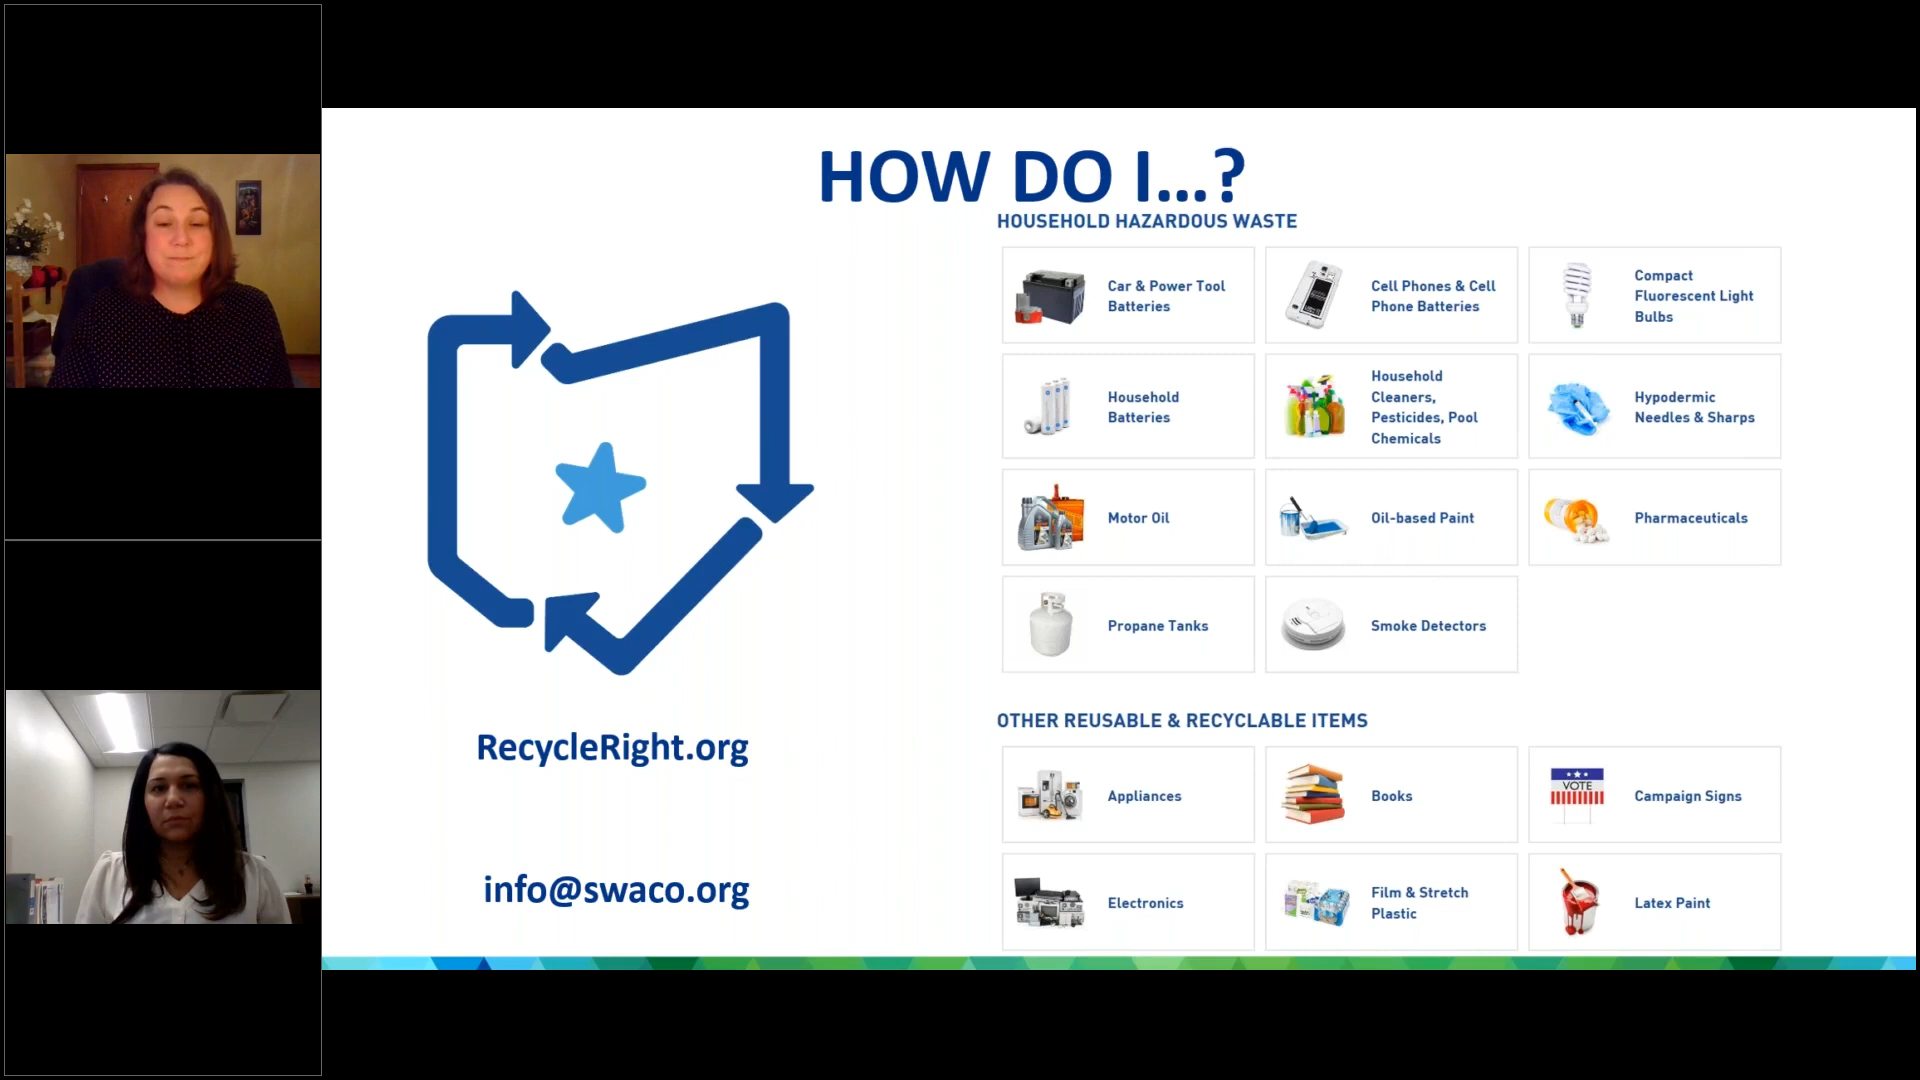 HOW DO I...?
HOUSEHOLD HAZARDOUS WASTE
Car & Power Tool
Batteries
Cell Phones & Cell
Phone Batteries
Compact
Fluorescent Light
Bulbs
Household
Batteries
Household
Cleaners,
Pesticides, Pool
Chemicals
Hypodermic
Needles & Sharps
Motor Oil
Oil-based Paint
Pharmaceuticals
Propane Tanks
Smoke Detectors
OTHER REUSABLE & RECYCLABLE ITEMS
Appliances
Books
VOTE
Campaign Signs
Electronics
Film & Stretch
Plastic
Latex Paint
RecycleRight.org
info@swaco.org